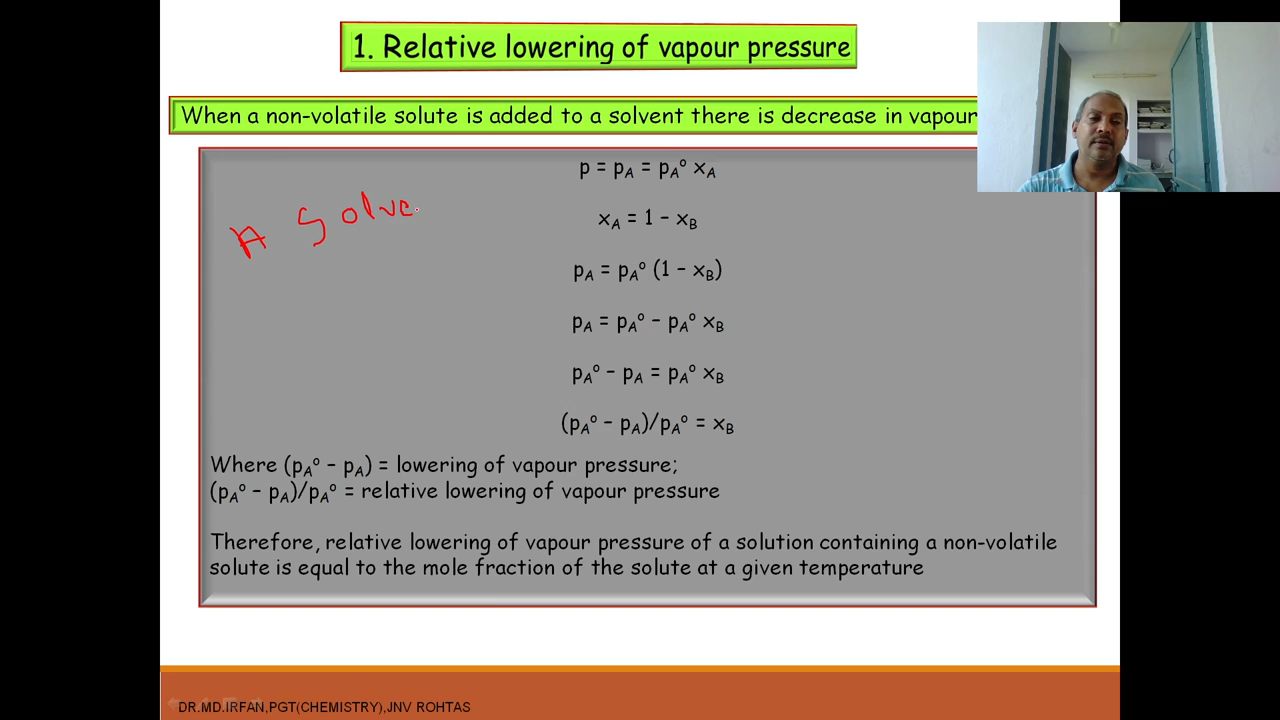 1. Relative lowering of vapour pressure
When a non-volatile solute is added to a solvent there is decrease in vapour
p = pA = pA° xA
A Solve
xA = 1 – xB
pA = pA° (1 – xB)
pA = pA° – pA° xB
pA° – pA = pA° xB
(pA° – pA)/pA° = xB
Where (pA° – pA) = lowering of vapour pressure;
(pA° – pA)/pA° = relative lowering of vapour pressure
Therefore, relative lowering of vapour pressure of a solution containing a non-volatile
solute is equal to the mole fraction of the solute at a given temperature
DR.MD.IRFAN,PGT(CHEMISTRY),JNV ROHTAS